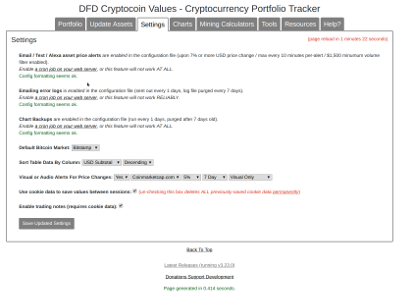 DFD Cryptocoin Values - Cryptocurrency Portfolio Tracker
Portfolio Update Assets Settings Charts Mining Calculators Tools Resources Help?
Settings
(page reload in 1 minutes 22 seconds)
Email / Text / Alexa asset price alerts are enabled in the configuration file (upon 7% or more USD price change / max every 10 minutes per-alert / $1,500 minumum volume
filter enabled).
Enable a cron job on your web server, or this feature will not work AT ALL.
Config formatting seems ok.
Emailing error logs is enabled in the configuration file (sent out every 1 days, log file purged every 7 days).
Enable a cron job on your web server, or this feature will not work RELIABLY.
Config formatting seems ok.
Chart Backups are enabled in the configuration file (run every 1 days, purged after 7 days old).
Enable a cron job on your web server, or this feature will not work AT ALL.
Config formatting seems ok.
Default Bitcoin Market: Bitstamp
Sort Table Data By Column: USD Subtotal Descending
Visual or Audio Alerts For Price Changes: Yes Coinmarketcap.com 5% 7 Day Visual Only
Use cookie data to save values between sessions: (un-checking this box deletes ALL previously-saved cookie data permanently)
Enable trading notes (requires cookie data):
Save Updated Settings
Back To Top
Latest Releases (running v3.23.0)
Donations Support Development
Page generated in 0.414 seconds.